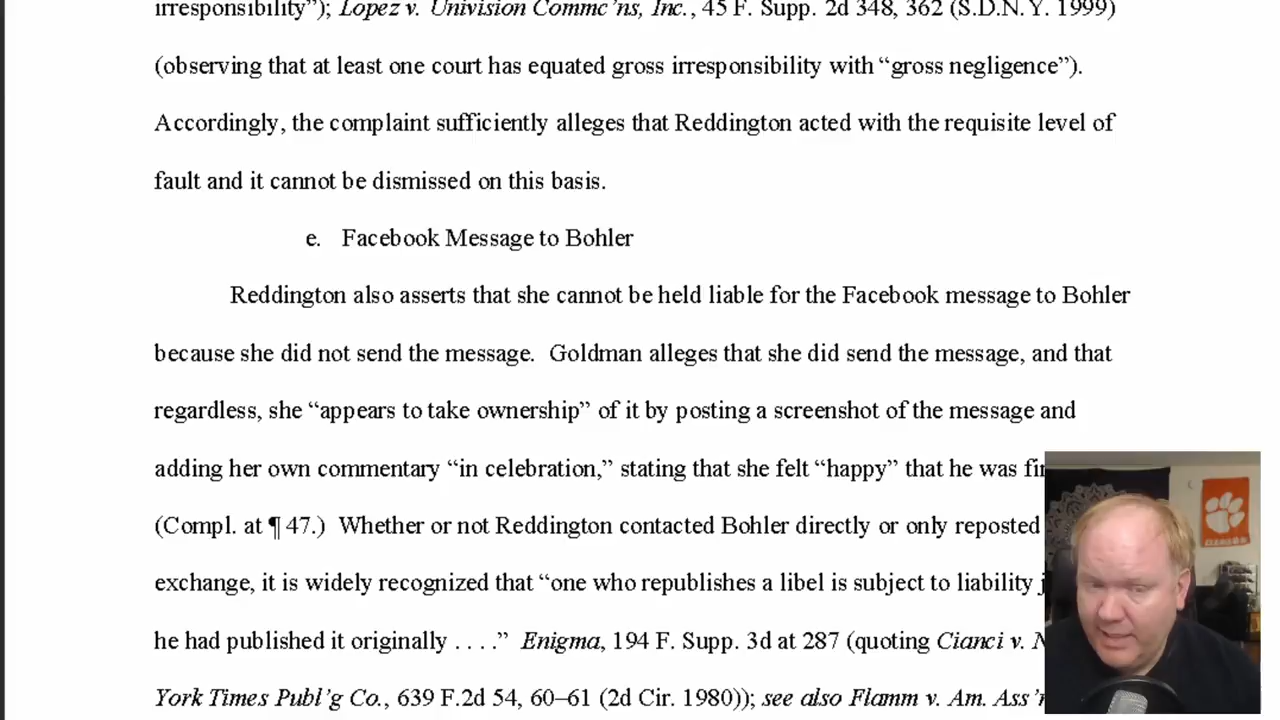 irresponsibility”); Lopez v. Univision Commc’ns, Inc., 45 F. Supp. 2d 348, 362 (S.D.N.Y. 1999)
(observing that at least one court has equated gross irresponsibility with “gross negligence”).
Accordingly, the complaint sufficiently alleges that Reddington acted with the requisite level of
fault and it cannot be dismissed on this basis.
e. Facebook Message to Bohler
Reddington also asserts that she cannot be held liable for the Facebook message to Bohler
because she did not send the message. Goldman alleges that she did send the message, and that
regardless, she “appears to take ownership” of it by posting a screenshot of the message and
adding her own commentary “in celebration,” stating that she felt “happy” that he was
(Compl. at ¶ 47.) Whether or not Reddington contacted Bohler directly or only reposted
exchange, it is widely recognized that “one who republishes a libel is subject to liability
he had published it originally . . . .” Enigma, 194 F. Supp. 3d at 287 (quoting Cianci v.
York Times Publ’g Co., 639 F.2d 54, 60–61 (2d Cir. 1980)); see also Flamm v. Am.